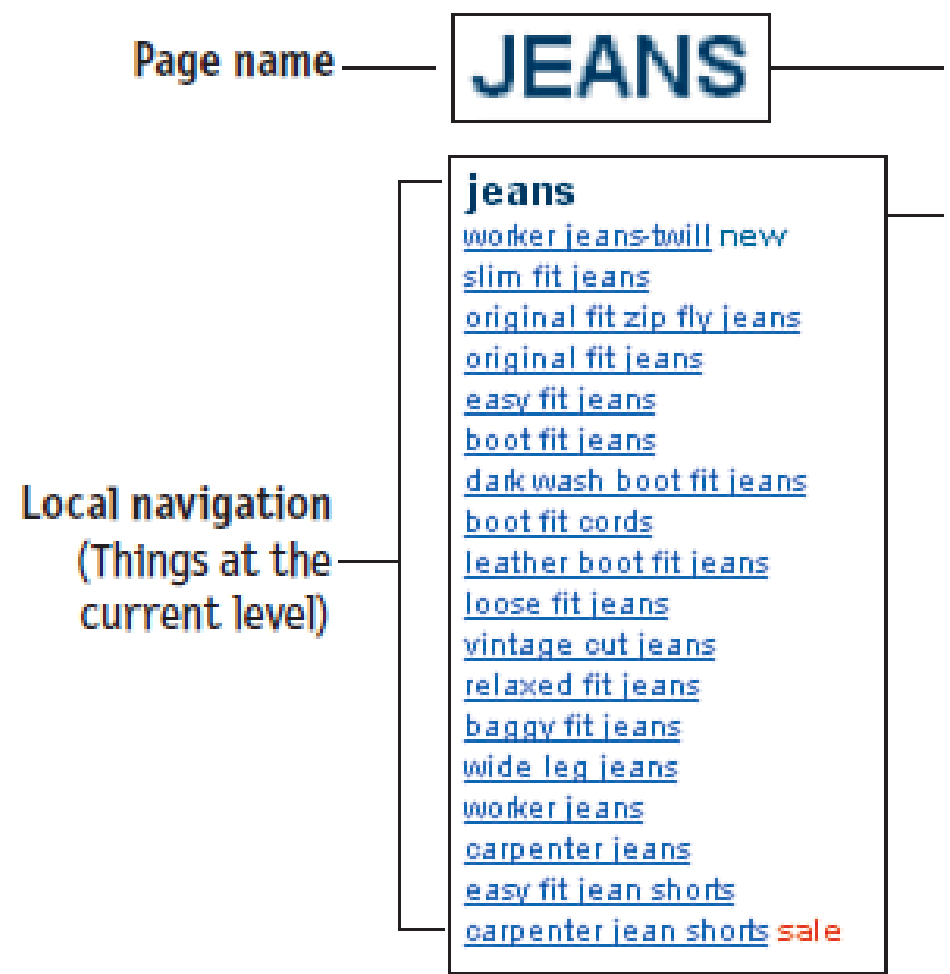 Page name
JEANS
jeans
worker jeans-twill new
slim fit jeans
original fit zip fly jeans
original fit jeans
easy fit jeans
boot fit jeans
dark wash boot fit jeans
boot fit cords
leather boot fit jeans
loose fit jeans
vintage cut jeans
relaxed fit jeans
baggy fit jeans
wide leg jeans
worker jeans
carpenter jeans
easy fit jean shorts
carpenter jean shorts sale
Local navigation
(Things at the
current level)